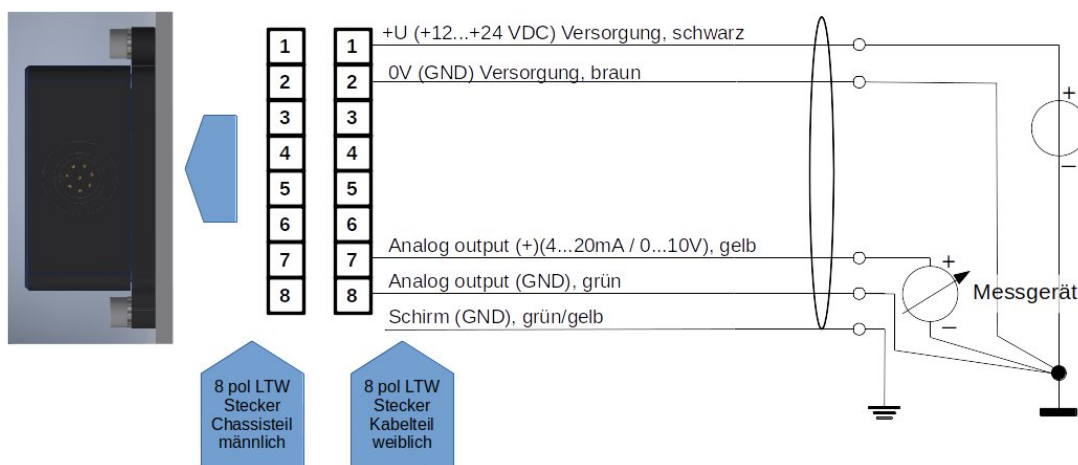 +U (+12...+24 VDC) Versorgung, schwarz
0V (GND) Versorgung, braun
1 1
2 2
3 3
4 4
5 5
6 6
7 7
8 8
Analog output (+)(4...20mA / 0...10V), gelb
Analog output (GND), grün
Schirm (GND), grün/gelb
+
−
+
−
Messgerät
8 pol LTW
Stecker
Chassisteil
männlich
8 pol LTW
Stecker
Kabelteil
weiblich